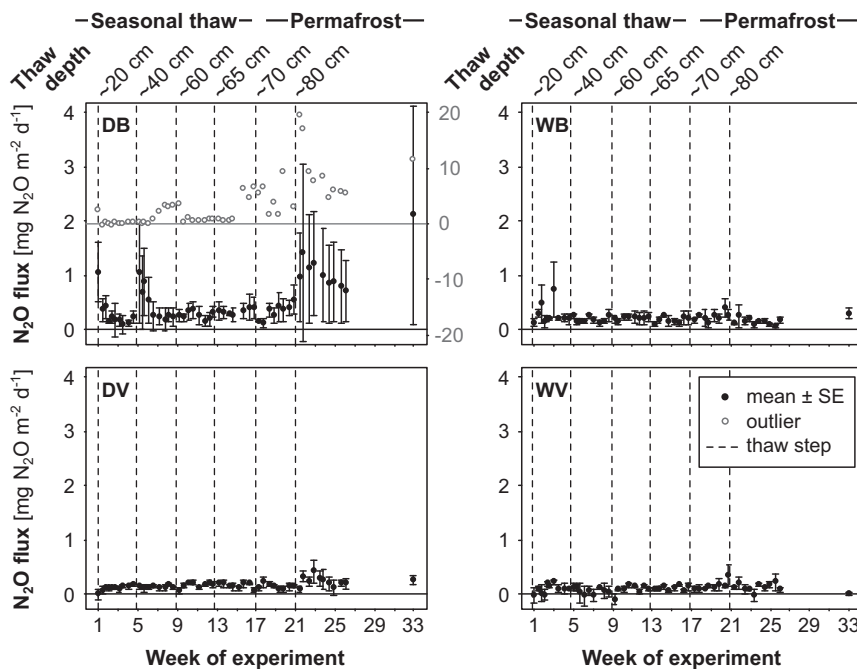 Seasonal thaw Permafrost Seasonal thaw Permafrost
Thaw depth ~20 cm ~40 cm ~60 cm ~65 cm ~70 cm ~80 cm Thaw depth ~20 cm ~40 cm ~60 cm ~65 cm ~70 cm ~80 cm
N₂O flux [mg N₂O m⁻² d⁻¹]
DB
4
3
2
1
0
20
10
0
-10
-20
WB
4
3
2
1
0
N₂O flux [mg N₂O m⁻² d⁻¹]
DV
4
3
2
1
0
WV
4
3
2
1
0
mean ± SE
outlier
thaw step
1 5 9 13 17 21 25 29 33 1 5 9 13 17 21 25 29 33
Week of experiment Week of experiment